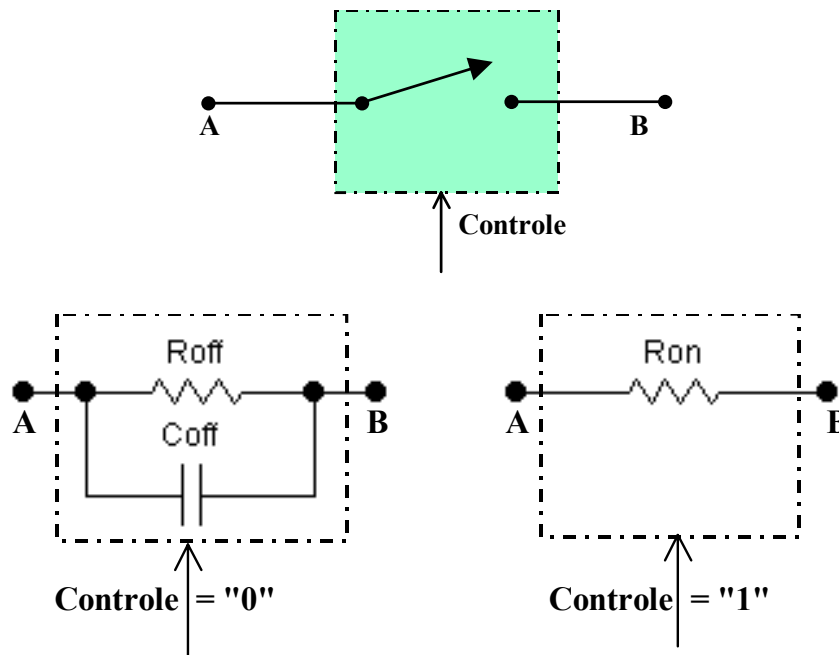 A
B
Controle
Roff
A
B
Coff
Controle = "0"
Ron
A
B
Controle = "1"